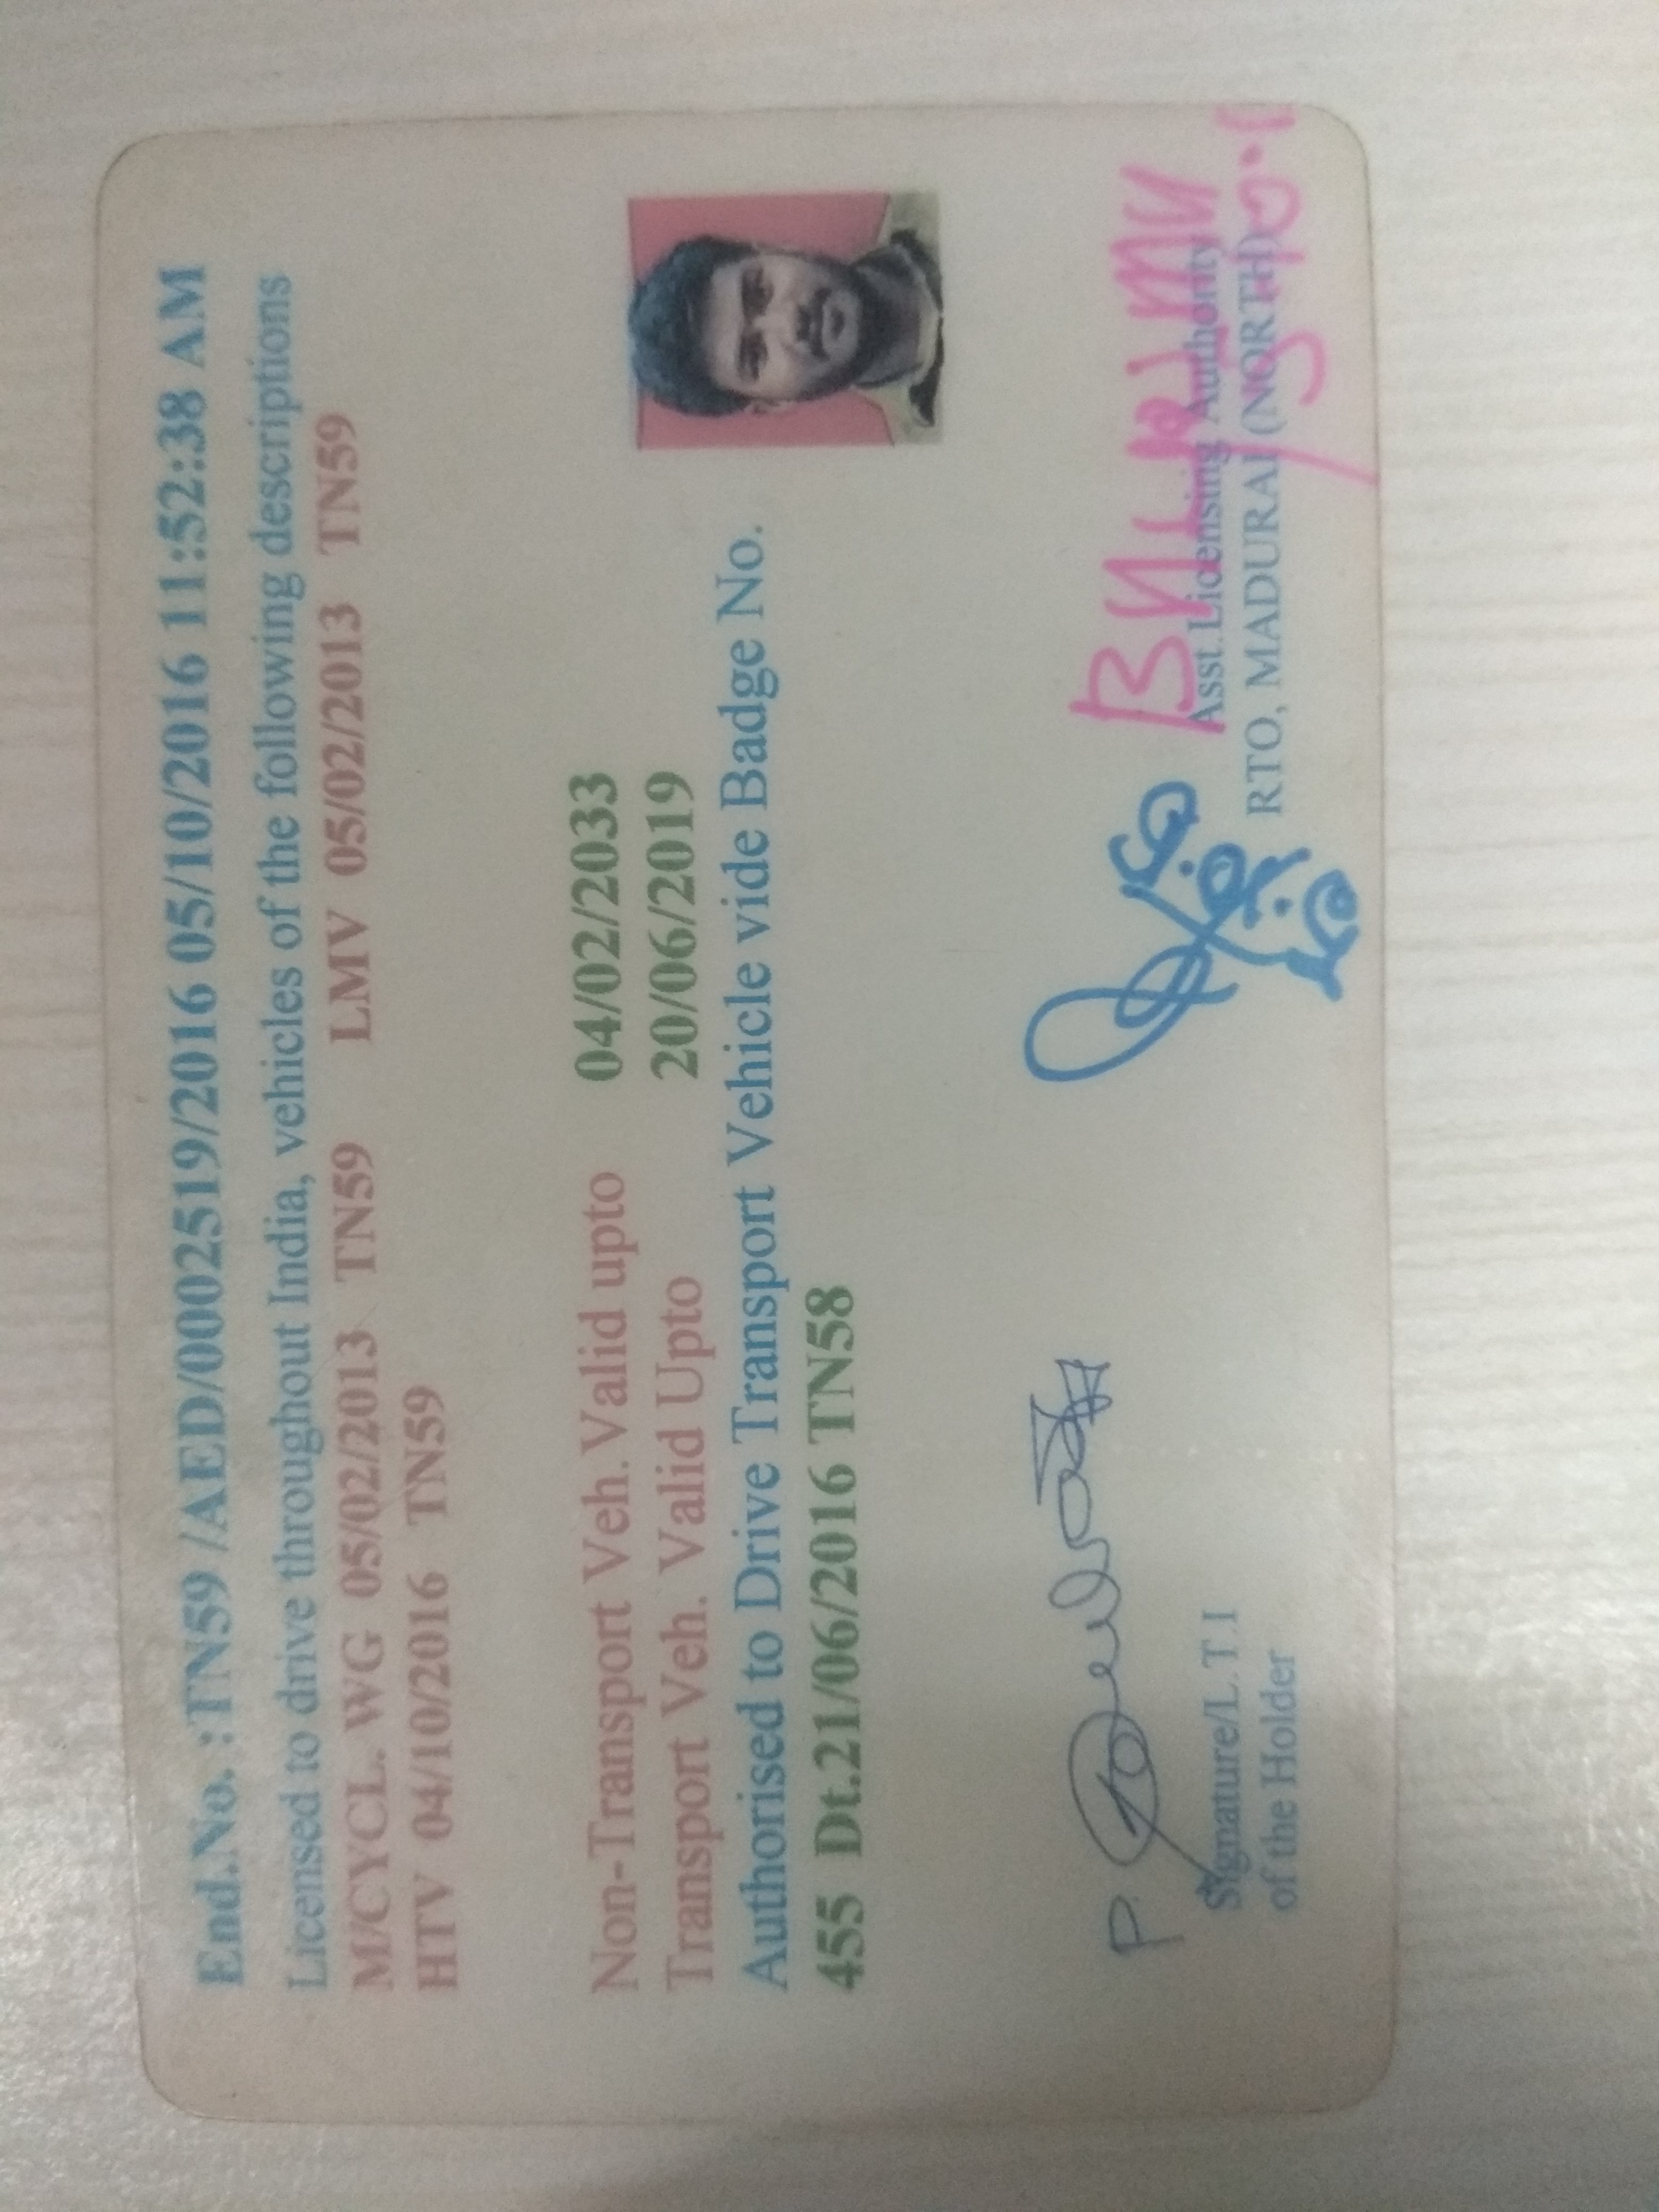 End.No. :TN59 /AED/0002519/2016 05/10/2016 11:52:38 AM
Licensed to drive throughout India, vehicles of the following descriptions
M/CYCL. WG 05/02/2013 TN59 LMV 05/02/2013 TN59
HTV 04/10/2016 TN59
Non-Transport Veh.Valid upto 04/02/2033
Transport Veh. Valid Upto 20/06/2019
Authorised to Drive Transport Vehicle vide Badge No.
455 Dt.21/06/2016 TN58
Signature/L.T.I
of the Holder
Asst.Licensing Authority
RTO, MADURAI (NORTH)